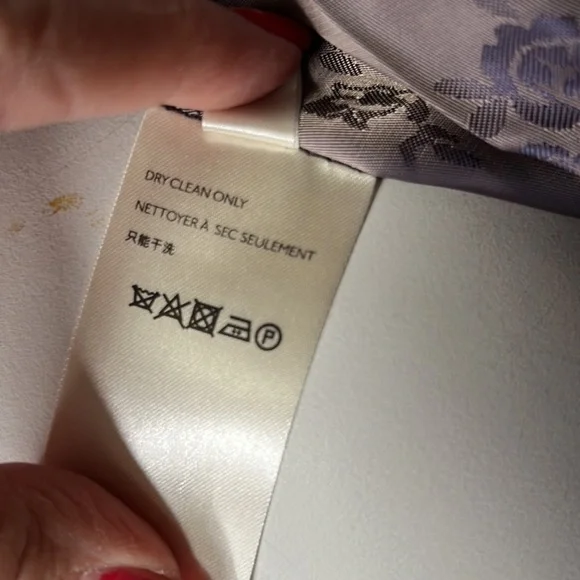 DRY CLEAN ONLY
NETTOYER À SEC SEULEMENT
只能干洗
P